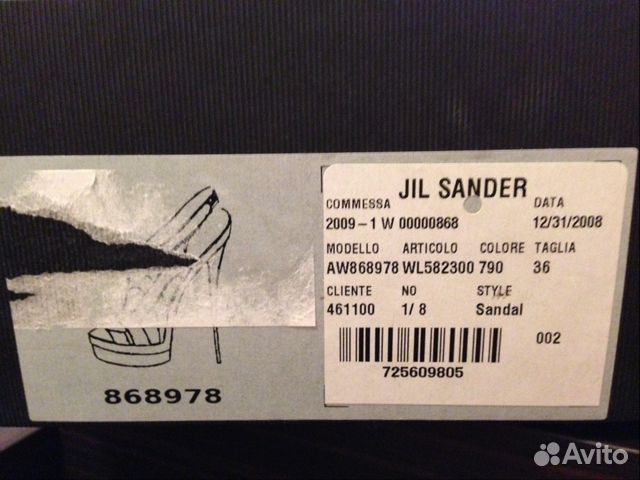 JIL SANDER
COMMESSA DATA
2009-1 W 00000868 12/31/2008
MODELLO ARTICOLO COLORE TAGLIA
AW868978 WL582300 790 36
CLIENTE NO STYLE
461100 1/ 8 Sandal
002
725609805
868978
Avito